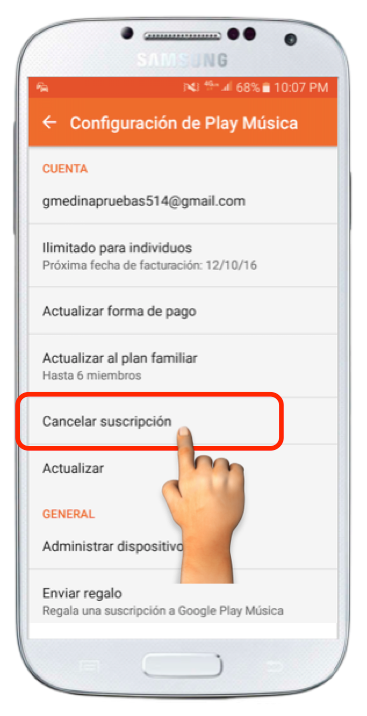 SAMSUNG
68% 10:07 PM
Configuración de Play Música
CUENTA
gmedinapruebas514@gmail.com
Ilimitado para individuos
Próxima fecha de facturación: 12/10/16
Actualizar forma de pago
Actualizar al plan familiar
Hasta 6 miembros
Cancelar suscripción
Actualizar
GENERAL
Administrar dispositivo
Enviar regalo
Regala una suscripción a Google Play Música